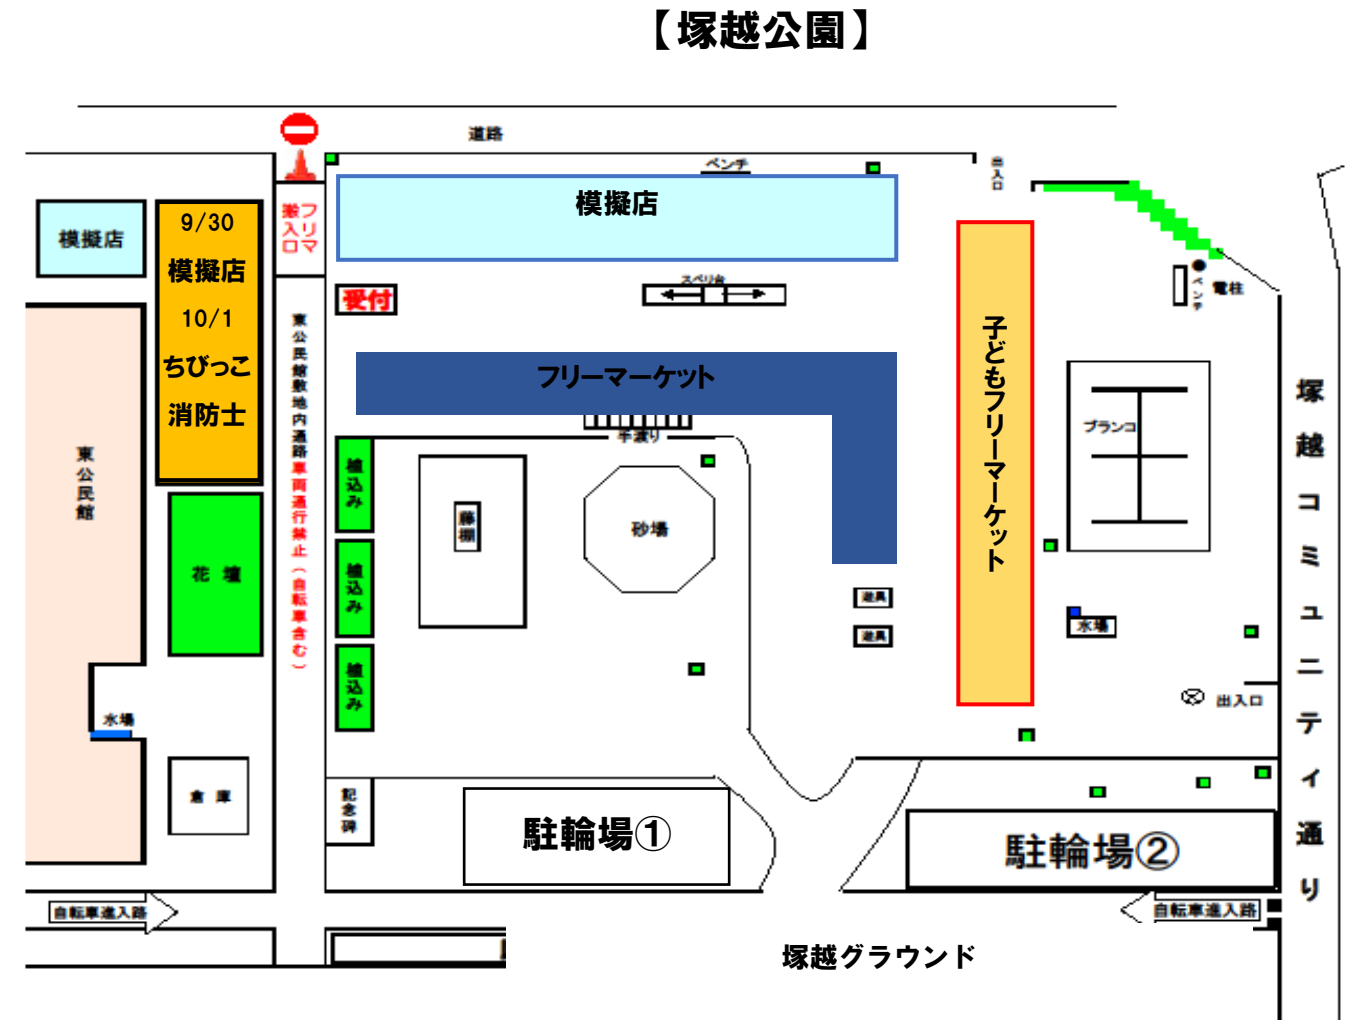 【塚越公園】
道路
ベンチ
出入口
模擬店
9/30
模擬店
10/1
ちびっこ
消防士
フリマ
搬入口
模擬店
スベリ台
受付
ベンチ
電柱
東公民館敷地内通路車両通行禁止(自転車含む)
フリーマーケット
子どもフリーマーケット
手渡り
ブランコ
塚越コミュニティ通り
東公民館
植込み
藤棚
砂場
花壇
植込み
遊具
水場
遊具
植込み
出入口
水場
倉庫
記念碑
駐輪場①
駐輪場②
自転車進入路
自転車進入路
塚越グラウンド